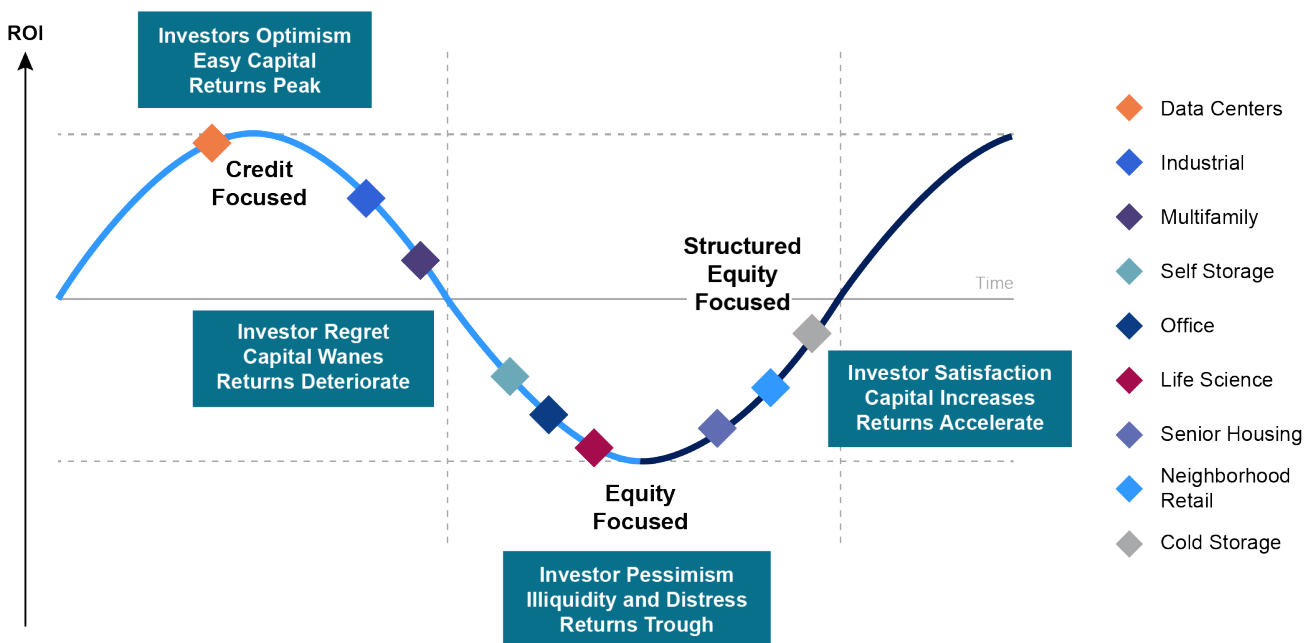 ROI
Investors Optimism
Easy Capital
Returns Peak
Credit
Focused
Structured
Equity
Focused
Time
Investor Regret
Capital Wanes
Returns Deteriorate
Investor Satisfaction
Capital Increases
Returns Accelerate
Equity
Focused
Investor Pessimism
Illiquidity and Distress
Returns Trough
Data Centers
Industrial
Multifamily
Self Storage
Office
Life Science
Senior Housing
Neighborhood
Retail
Cold Storage